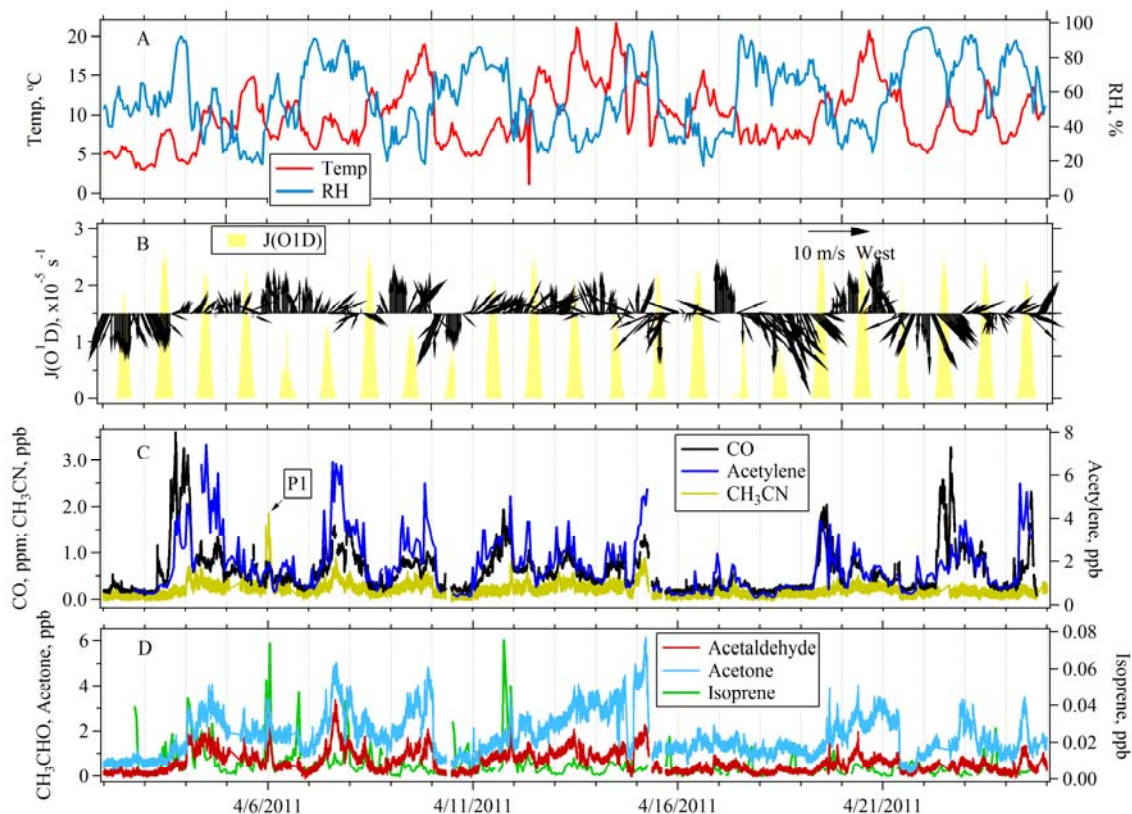 A
Temp, ºC
20
15
10
5
0
100
80
60
40
20
0
RH, %
Temp
RH
B
J(O¹D), x10⁻⁵ s⁻¹
3
2
1
0
J(O1D)
10 m/s West
C
CO, ppm; CH₃CN, ppb
3.0
2.0
1.0
0.0
P1
CO
Acetylene
CH₃CN
8
6
4
2
0
Acetylene, ppb
D
CH₃CHO, Acetone, ppb
6
4
2
0
Acetaldehyde
Acetone
Isoprene
0.08
0.06
0.04
0.02
0.00
Isoprene, ppb
4/6/2011 4/11/2011 4/16/2011 4/21/2011